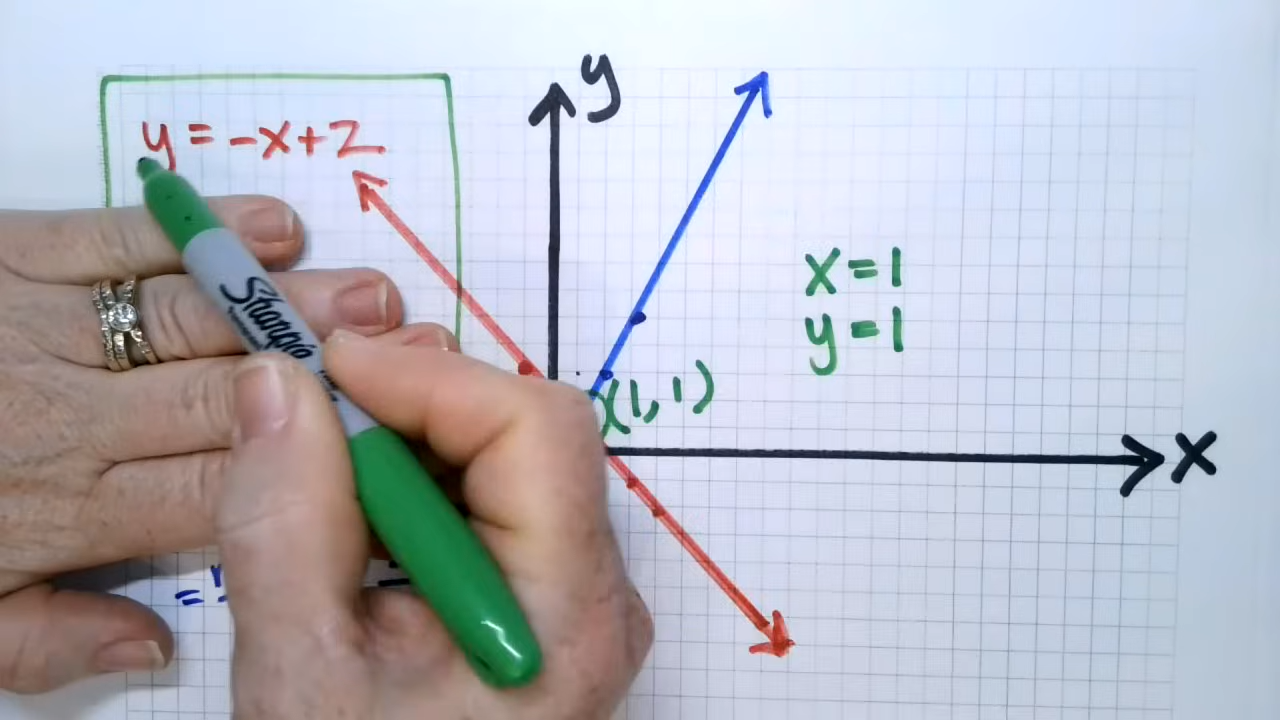 y
y = -x+2
x = 1
y = 1
(1, 1)
x
Sharpie
=